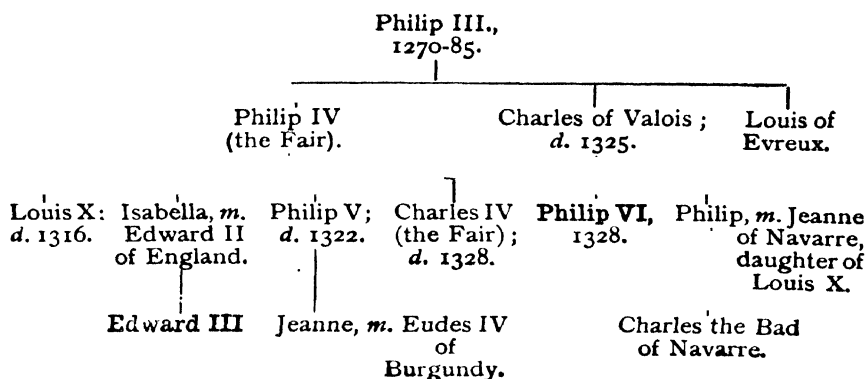 Philip III.,
1270-85.
Philip IV
(the Fair).
Charles of Valois ;
d. 1325.
Louis of
Evreux.
Louis X:
d. 1316.
Isabella, m.
Edward II
of England.
Philip V;
d. 1322.
Charles IV
(the Fair) ;
d. 1328.
Philip VI,
1328.
Philip, m. Jeanne
of Navarre,
daughter of
Louis X.
Edward III
Jeanne, m. Eudes IV
of
Burgundy.
Charles the Bad
of Navarre.